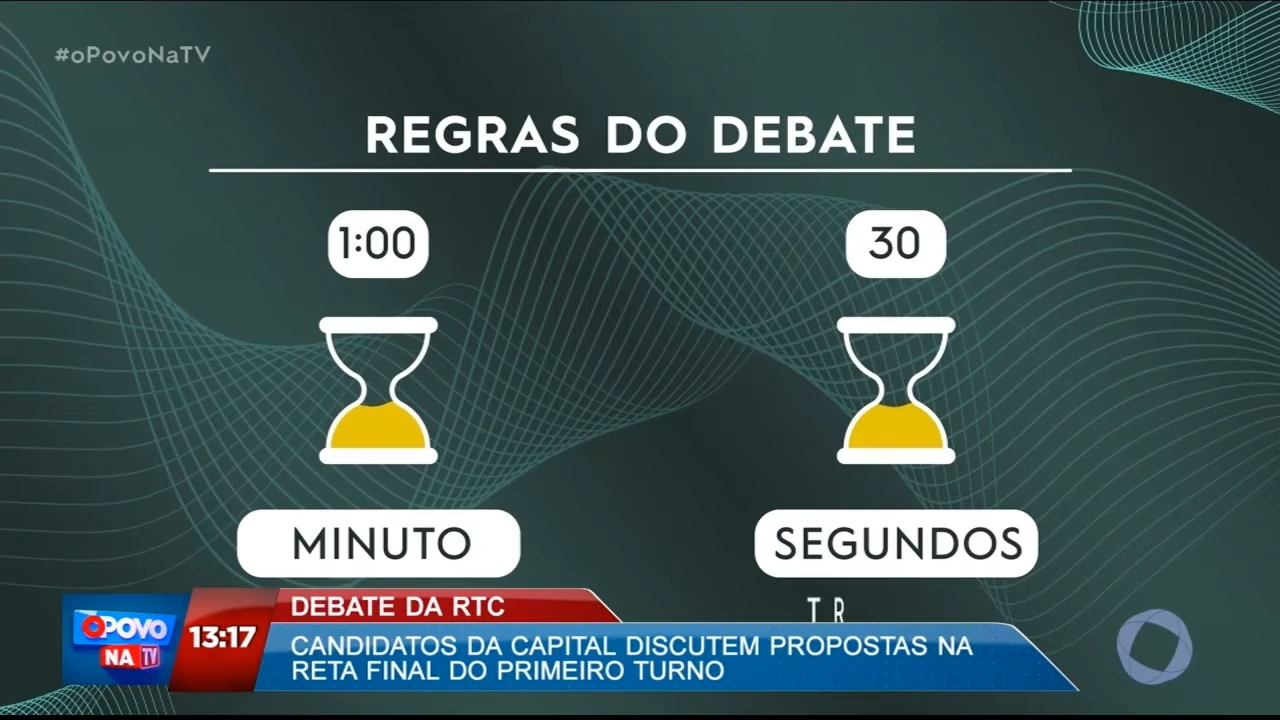 #oPovoNaTV
REGRAS DO DEBATE
1:00
30
MINUTO
SEGUNDOS
TR
DEBATE DA RTC
OPOVO
NA TV
13:17
CANDIDATOS DA CAPITAL DISCUTEM PROPOSTAS NA
RETA FINAL DO PRIMEIRO TURNO